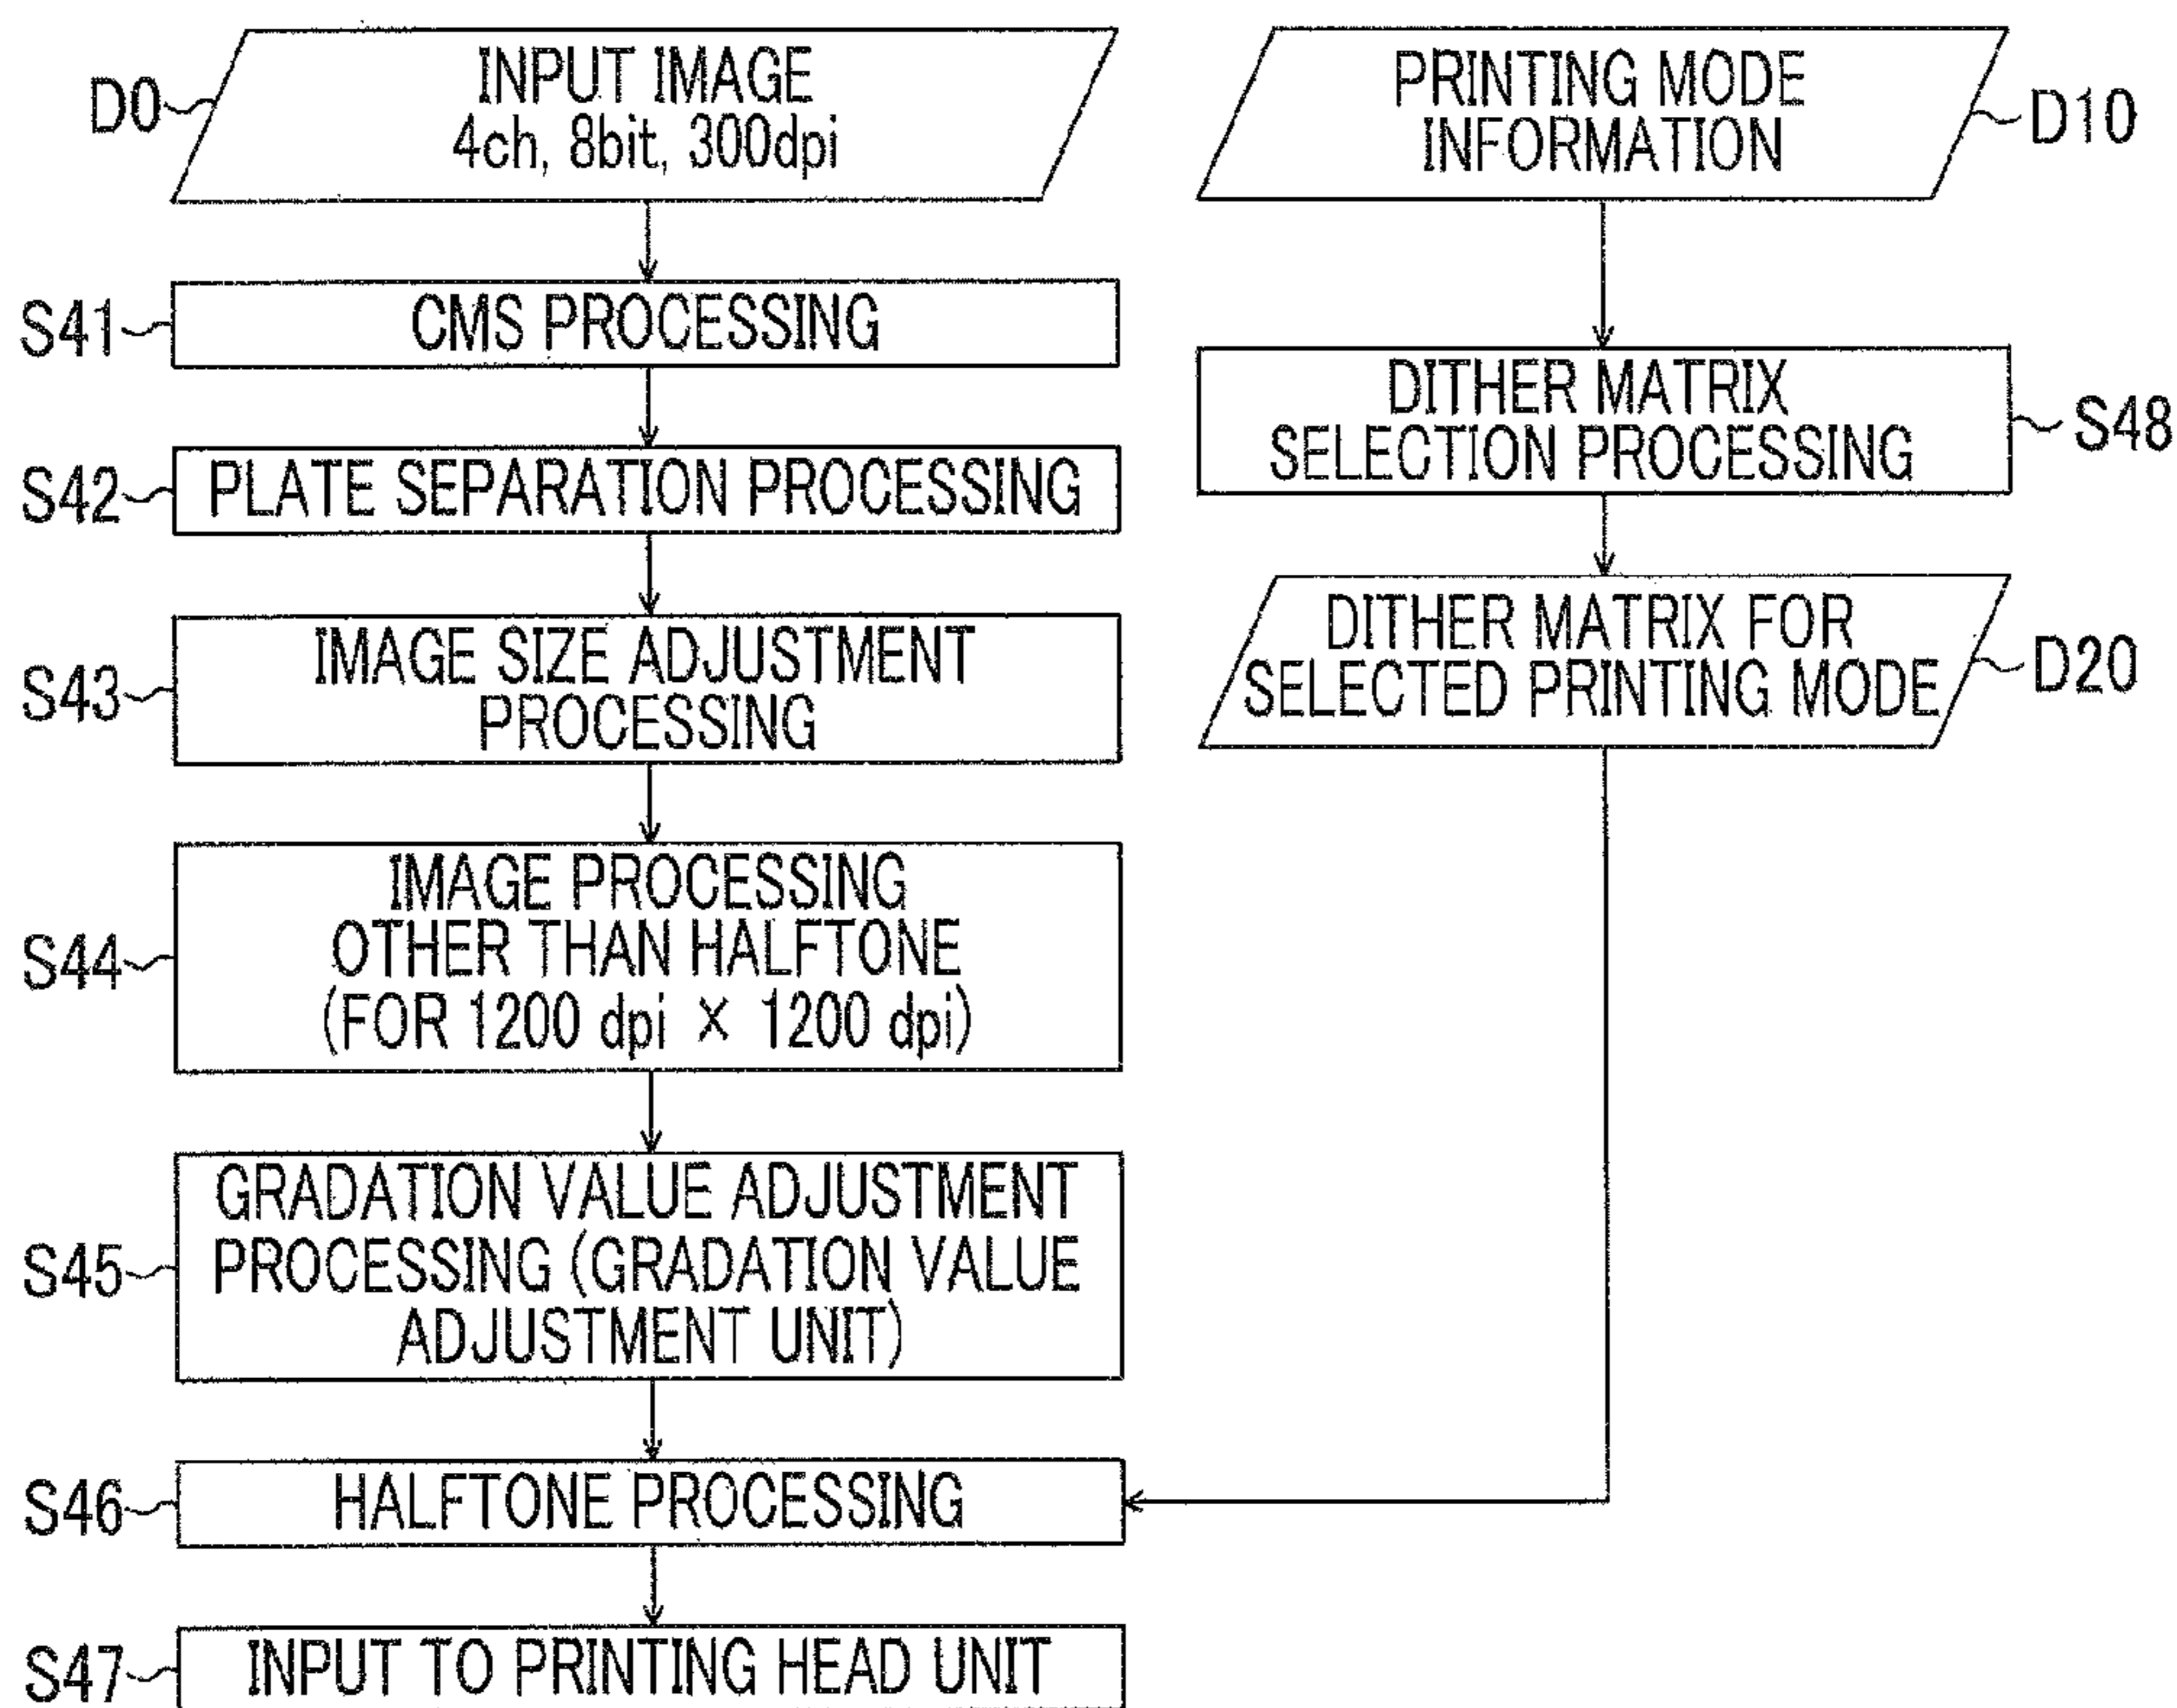 D0
INPUT IMAGE
4ch, 8bit, 300dpi
S41
CMS PROCESSING
S42
PLATE SEPARATION PROCESSING
S43
IMAGE SIZE ADJUSTMENT
PROCESSING
S44
IMAGE PROCESSING
OTHER THAN HALFTONE
(FOR 1200 dpi × 1200 dpi)
S45
GRADATION VALUE ADJUSTMENT
PROCESSING (GRADATION VALUE
ADJUSTMENT UNIT)
S46
HALFTONE PROCESSING
S47
INPUT TO PRINTING HEAD UNIT
PRINTING MODE
INFORMATION
D10
DITHER MATRIX
SELECTION PROCESSING
S48
DITHER MATRIX FOR
SELECTED PRINTING MODE
D20